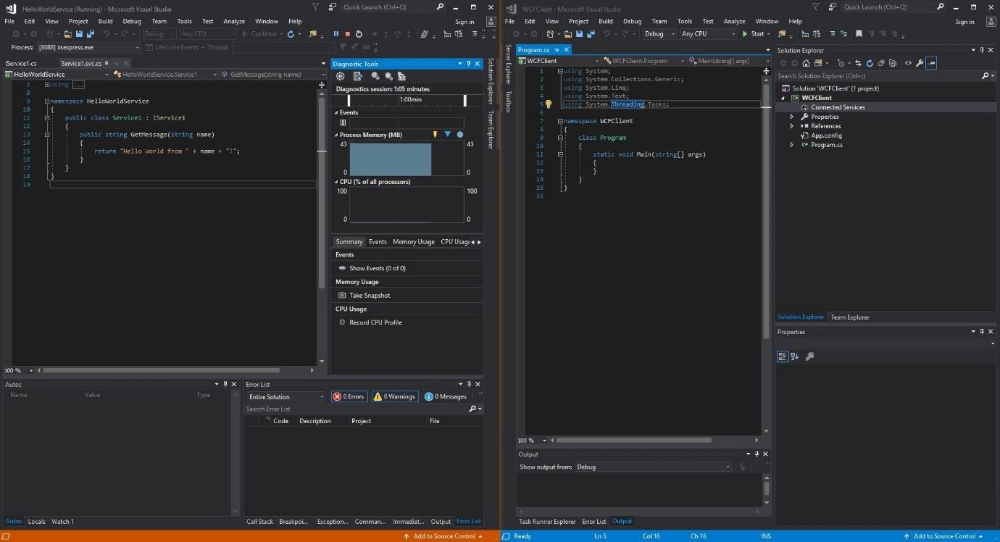 HelloWorldService (Running) - Microsoft Visual Studio
Quick Launch (Ctrl+Q)
File Edit View Project Build Debug Team Tools Test Analyze Window Help
Sign in
Debug Any CPU Continue
Process: [8088] iisexpress.exe Lifecycle Events Thread:
IService1.cs Service1.svc.cs
HelloWorldService HelloWorldService.Service1 GetMessage(string name)
1 using ...
8
9 namespace HelloWorldService
10 {
11 public class Service1 : IService1
12 {
13 public string GetMessage(string name)
14 {
15 return "Hello World from " + name + "!";
16 }
17 }
18 }
19
100 %
Diagnostic Tools
Diagnostics session: 1:05 minutes
1:00min
Events
Process Memory (MB)
43 43
0 0
CPU (% of all processors)
100 100
0 0
Summary Events Memory Usage CPU Usage
Events
Show Events (0 of 0)
Memory Usage
Take Snapshot
CPU Usage
Record CPU Profile
Solution Explorer
Team Explorer
Autos
Name Value Type
Autos Locals Watch 1
Error List
Entire Solution 0 Errors 0 Warnings 0 Messages
Search Error List
Code Description Project File
Call Stack Breakpoi... Exception... Comman... Immediat... Output Error List
Add to Source Control
WCFClient - Microsoft Visual Studio
Quick Launch (Ctrl+Q)
File Edit View Project Build Debug Team Tools Test Analyze Window Help
Sign in
Debug Any CPU Start
Server Explorer
Toolbox
Program.cs
WCFClient WCFClient.Program Main(string[] args)
1 using System;
2 using System.Collections.Generic;
3 using System.Linq;
4 using System.Text;
5 using System.Threading.Tasks;
6
7 namespace WCFClient
8 {
9 class Program
10 {
11 static void Main(string[] args)
12 {
13 }
14 }
15 }
16
100 %
Output
Show output from: Debug
Task Runner Explorer Error List Output
Solution Explorer
Search Solution Explorer (Ctrl+;)
Solution 'WCFClient' (1 project)
WCFClient
Connected Services
Properties
References
App.config
Program.cs
Solution Explorer Team Explorer
Properties
Ready Ln 5 Col 16 Ch 16 INS Add to Source Control